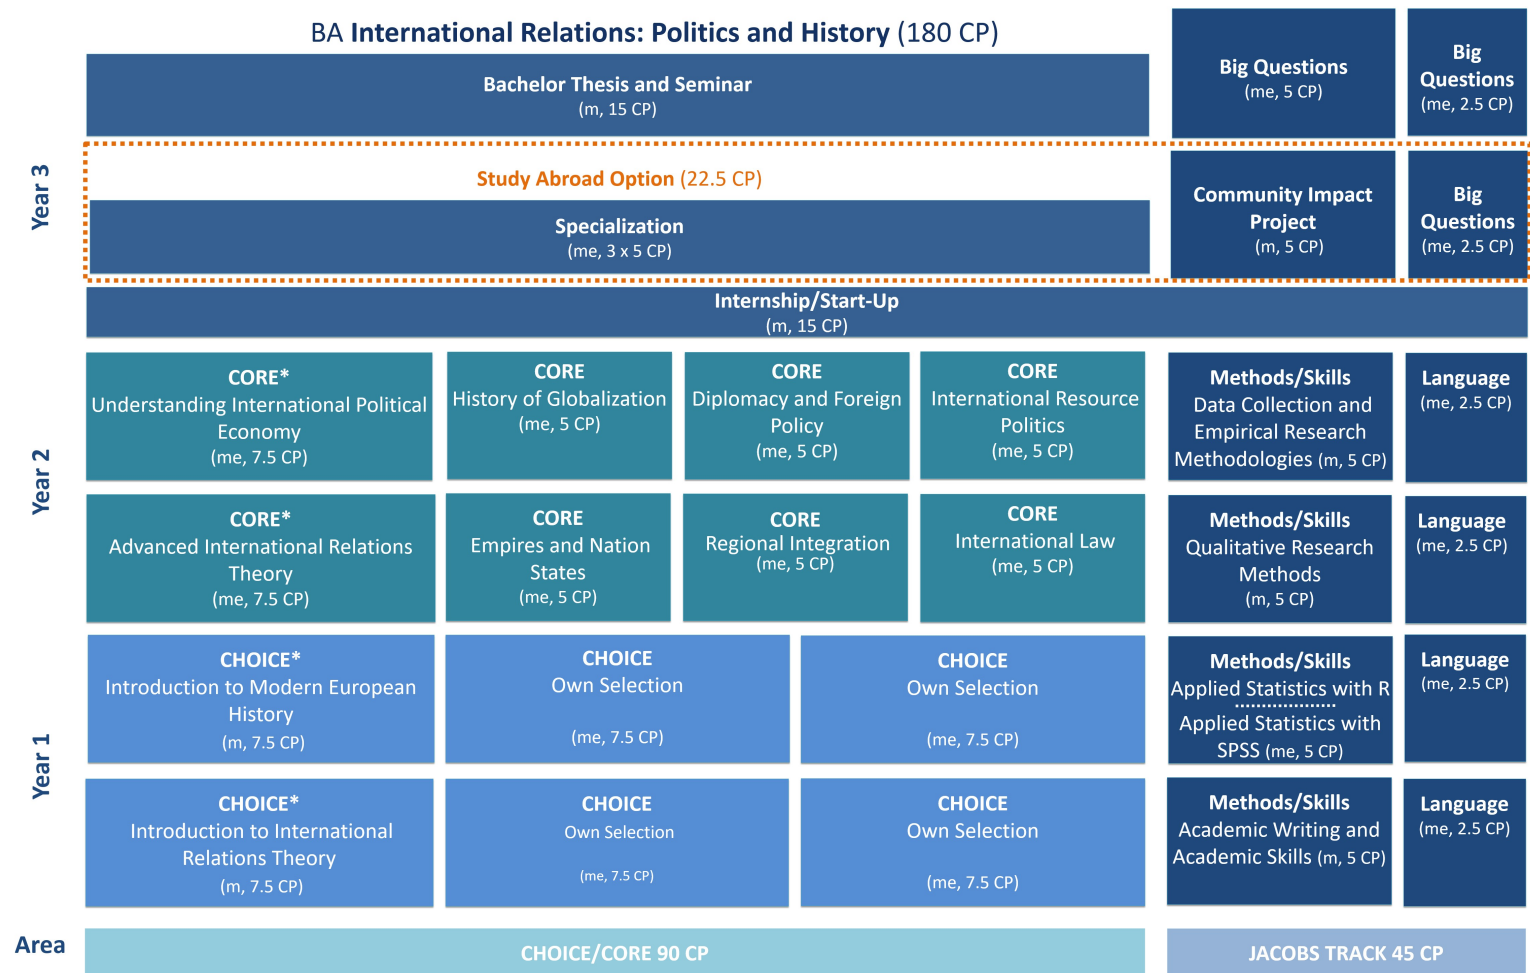 BA International Relations: Politics and History (180 CP)
Bachelor Thesis and Seminar
(m, 15 CP)
Big Questions
(me, 5 CP)
Big
Questions
(me, 2.5 CP)
Year 3
Study Abroad Option (22.5 CP)
Specialization
(me, 3 x 5 CP)
Community Impact
Project
(m, 5 CP)
Big
Questions
(me, 2.5 CP)
Internship/Start-Up
(m, 15 CP)
Year 2
CORE*
Understanding International Political
Economy
(me, 7.5 CP)
CORE
History of Globalization
(me, 5 CP)
CORE
Diplomacy and Foreign
Policy
(me, 5 CP)
CORE
International Resource
Politics
(me, 5 CP)
Methods/Skills
Data Collection and
Empirical Research
Methodologies (m, 5 CP)
Language
(me, 2.5 CP)
CORE*
Advanced International Relations
Theory
(me, 7.5 CP)
CORE
Empires and Nation
States
(me, 5 CP)
CORE
Regional Integration
(me, 5 CP)
CORE
International Law
(me, 5 CP)
Methods/Skills
Qualitative Research
Methods
(m, 5 CP)
Language
(me, 2.5 CP)
Year 1
CHOICE*
Introduction to Modern European
History
(m, 7.5 CP)
CHOICE
Own Selection
(me, 7.5 CP)
CHOICE
Own Selection
(me, 7.5 CP)
Methods/Skills
Applied Statistics with R
Applied Statistics with
SPSS (me, 5 CP)
Language
(me, 2.5 CP)
CHOICE*
Introduction to International
Relations Theory
(m, 7.5 CP)
CHOICE
Own Selection
(me, 7.5 CP)
CHOICE
Own Selection
(me, 7.5 CP)
Methods/Skills
Academic Writing and
Academic Skills (m, 5 CP)
Language
(me, 2.5 CP)
Area
CHOICE/CORE 90 CP
JACOBS TRACK 45 CP